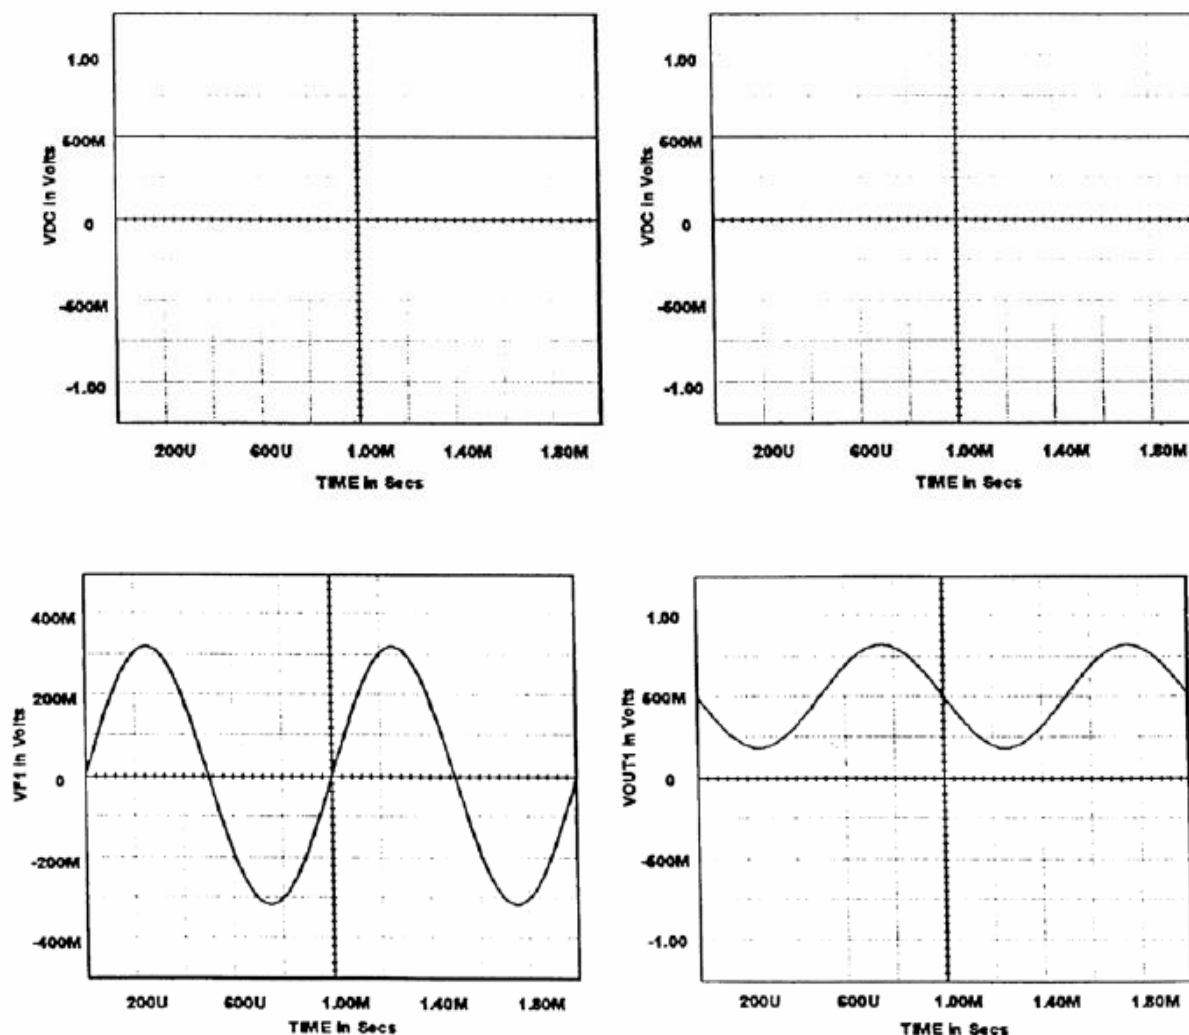 1.00
500M
0
-500M
-1.00
VDC in Volts
200U 600U 1.00M 1.40M 1.80M
TIME in Secs
1.00
500M
0
-500M
-1.00
VDC in Volts
200U 600U 1.00M 1.40M 1.80M
TIME in Secs
400M
200M
0
-200M
-400M
VF1 in Volts
200U 600U 1.00M 1.40M 1.80M
TIME in Secs
1.00
500M
0
-500M
-1.00
VOUT1 in Volts
200U 600U 1.00M 1.40M 1.80M
TIME in Secs